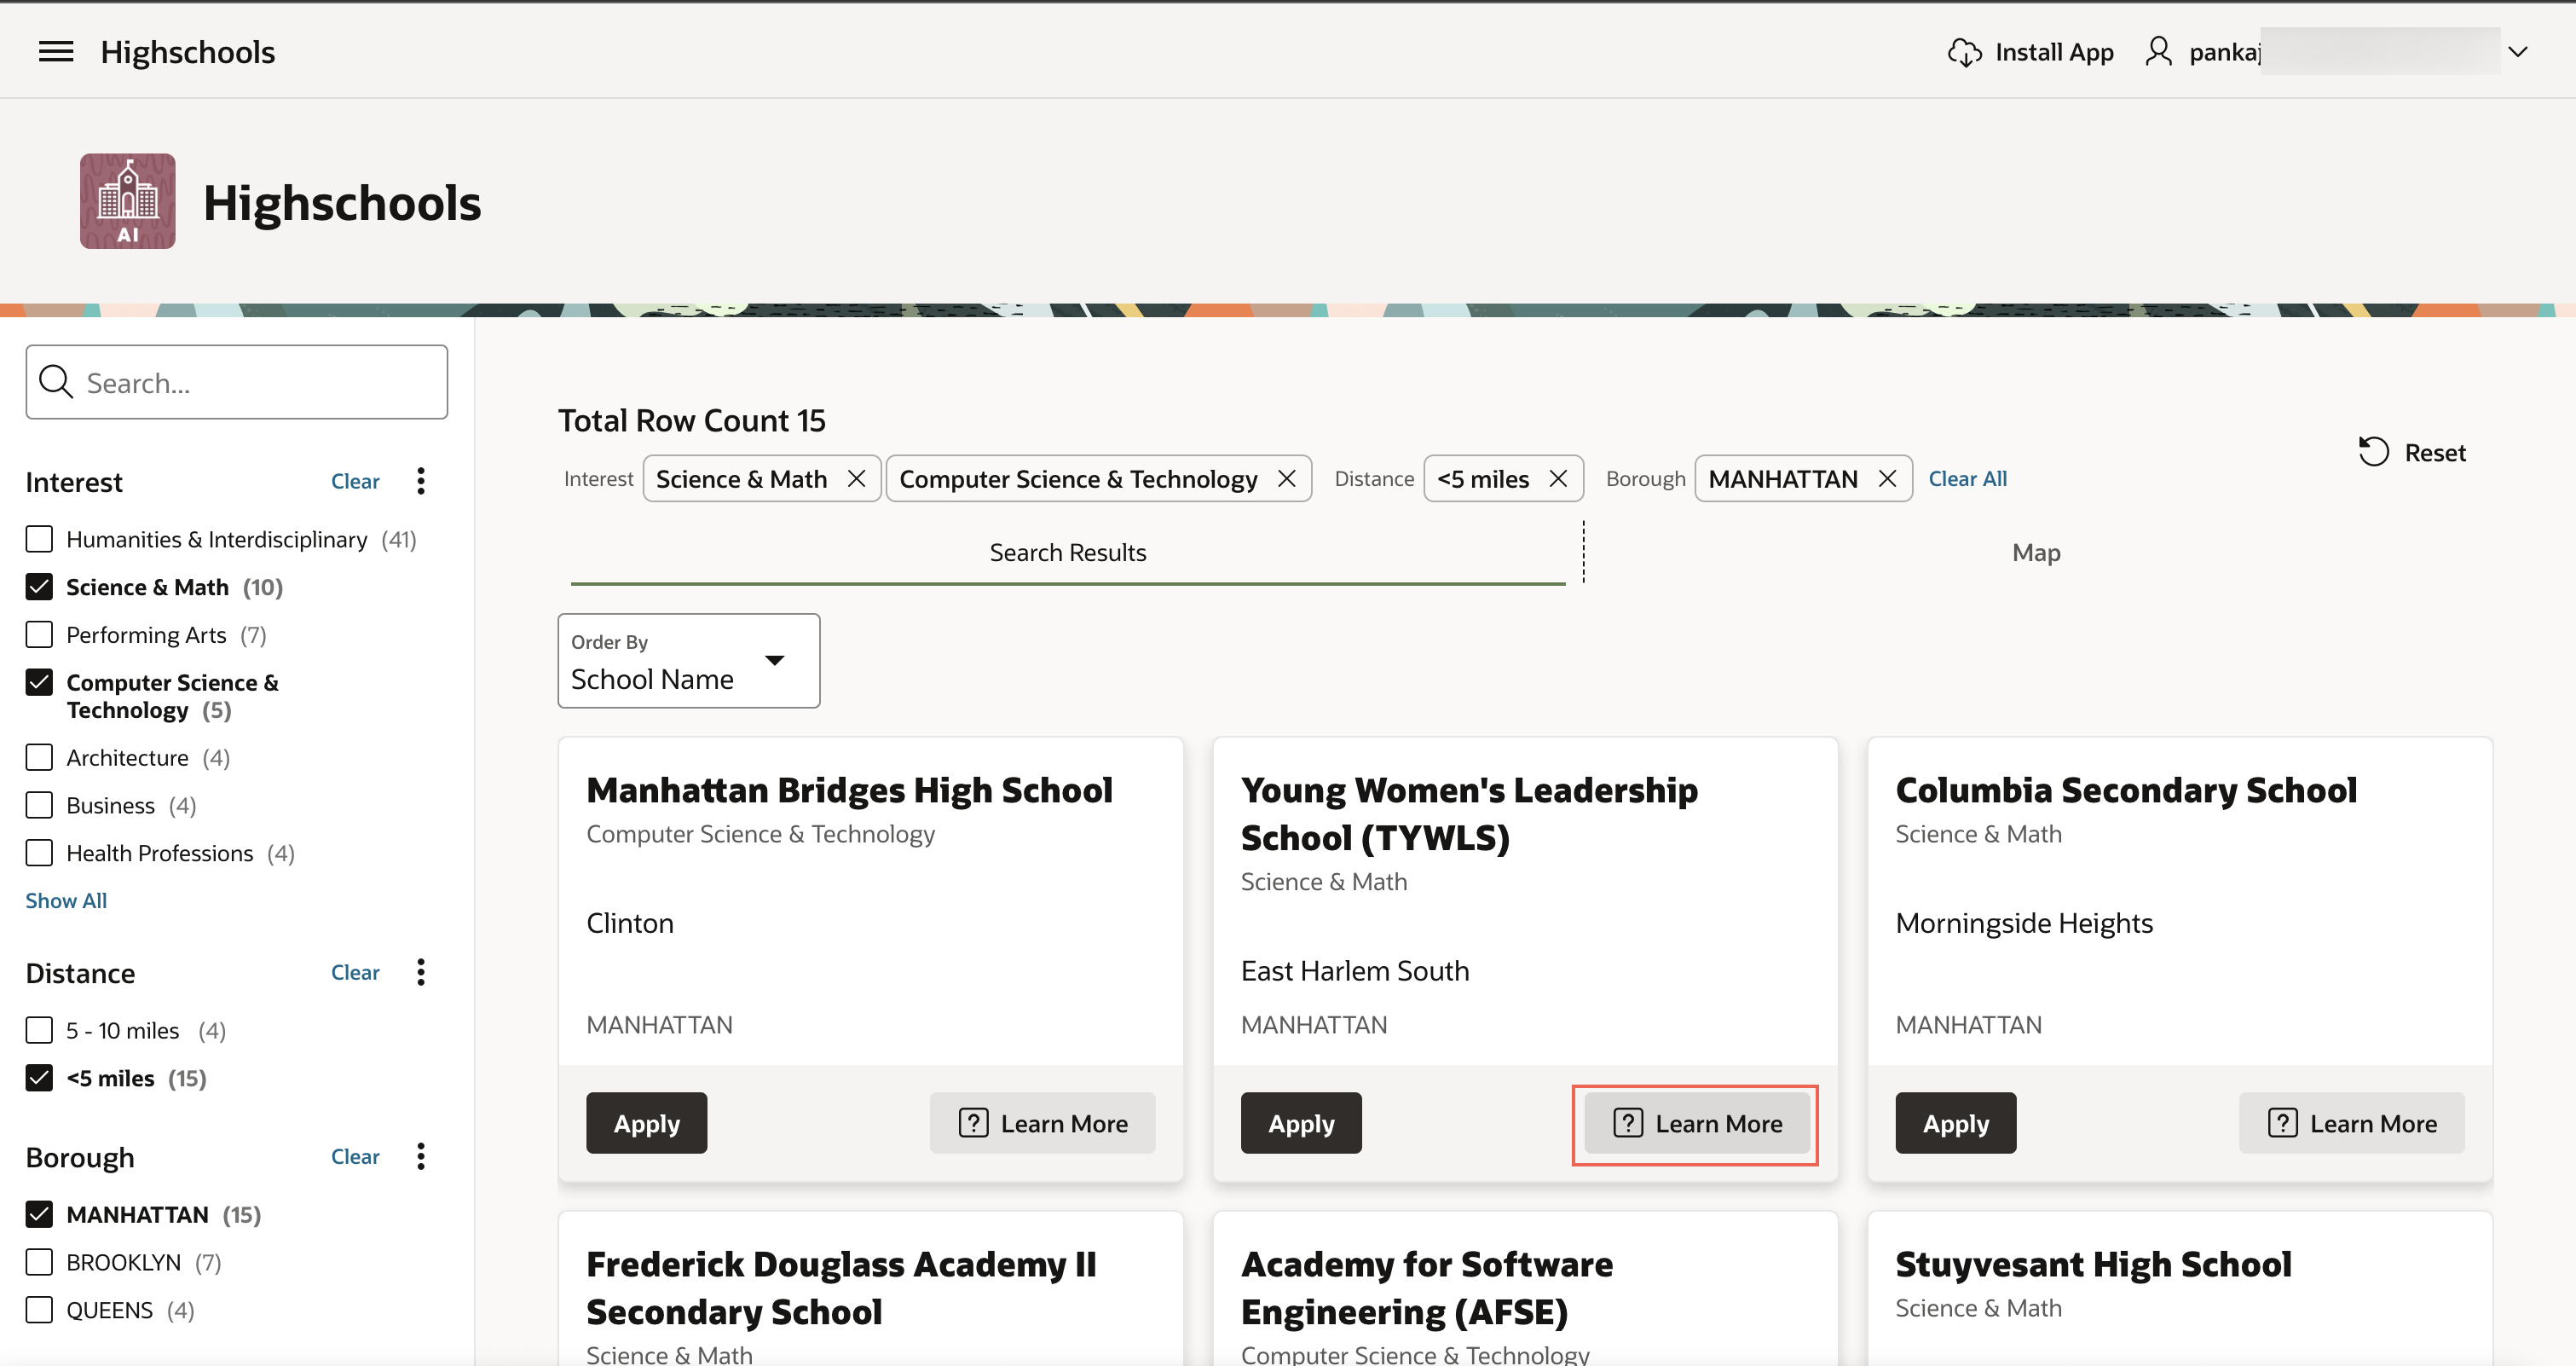 Highschools
Install App
pankaj
AI
Highschools
Search...
Interest Clear
Humanities & Interdisciplinary (41)
Science & Math (10)
Performing Arts (7)
Computer Science &
Technology (5)
Architecture (4)
Business (4)
Health Professions (4)
Show All
Distance Clear
5 - 10 miles (4)
<5 miles (15)
Borough Clear
MANHATTAN (15)
BROOKLYN (7)
QUEENS (4)
Total Row Count 15
Interest Science & Math Computer Science & Technology Distance <5 miles Borough MANHATTAN Clear All
Reset
Search Results
Map
Order By
School Name
Manhattan Bridges High School
Computer Science & Technology
Clinton
MANHATTAN
Apply
? Learn More
Young Women's Leadership
School (TYWLS)
Science & Math
East Harlem South
MANHATTAN
Apply
? Learn More
Columbia Secondary School
Science & Math
Morningside Heights
MANHATTAN
Apply
? Learn More
Frederick Douglass Academy II
Secondary School
Science & Math
Academy for Software
Engineering (AFSE)
Computer Science & Technology
Stuyvesant High School
Science & Math